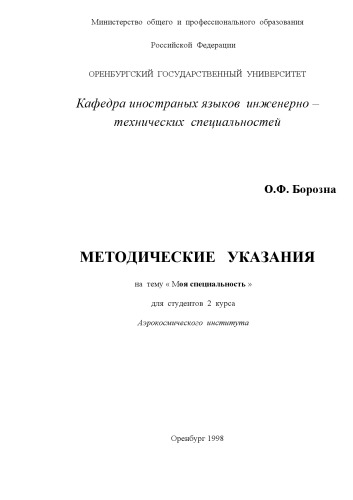 Министерство общего и профессионального образования
Российской Федерации
ОРЕНБУРГСКИЙ ГОСУДАРСТВЕННЫЙ УНИВЕРСИТЕТ
Кафедра иностраных языков инженерно –
технических специальностей
О.Ф. Борозна
МЕТОДИЧЕСКИЕ УКАЗАНИЯ
на тему « Моя специальность »
для студентов 2 курса
Аэрокосмического института
Оренбург 1998